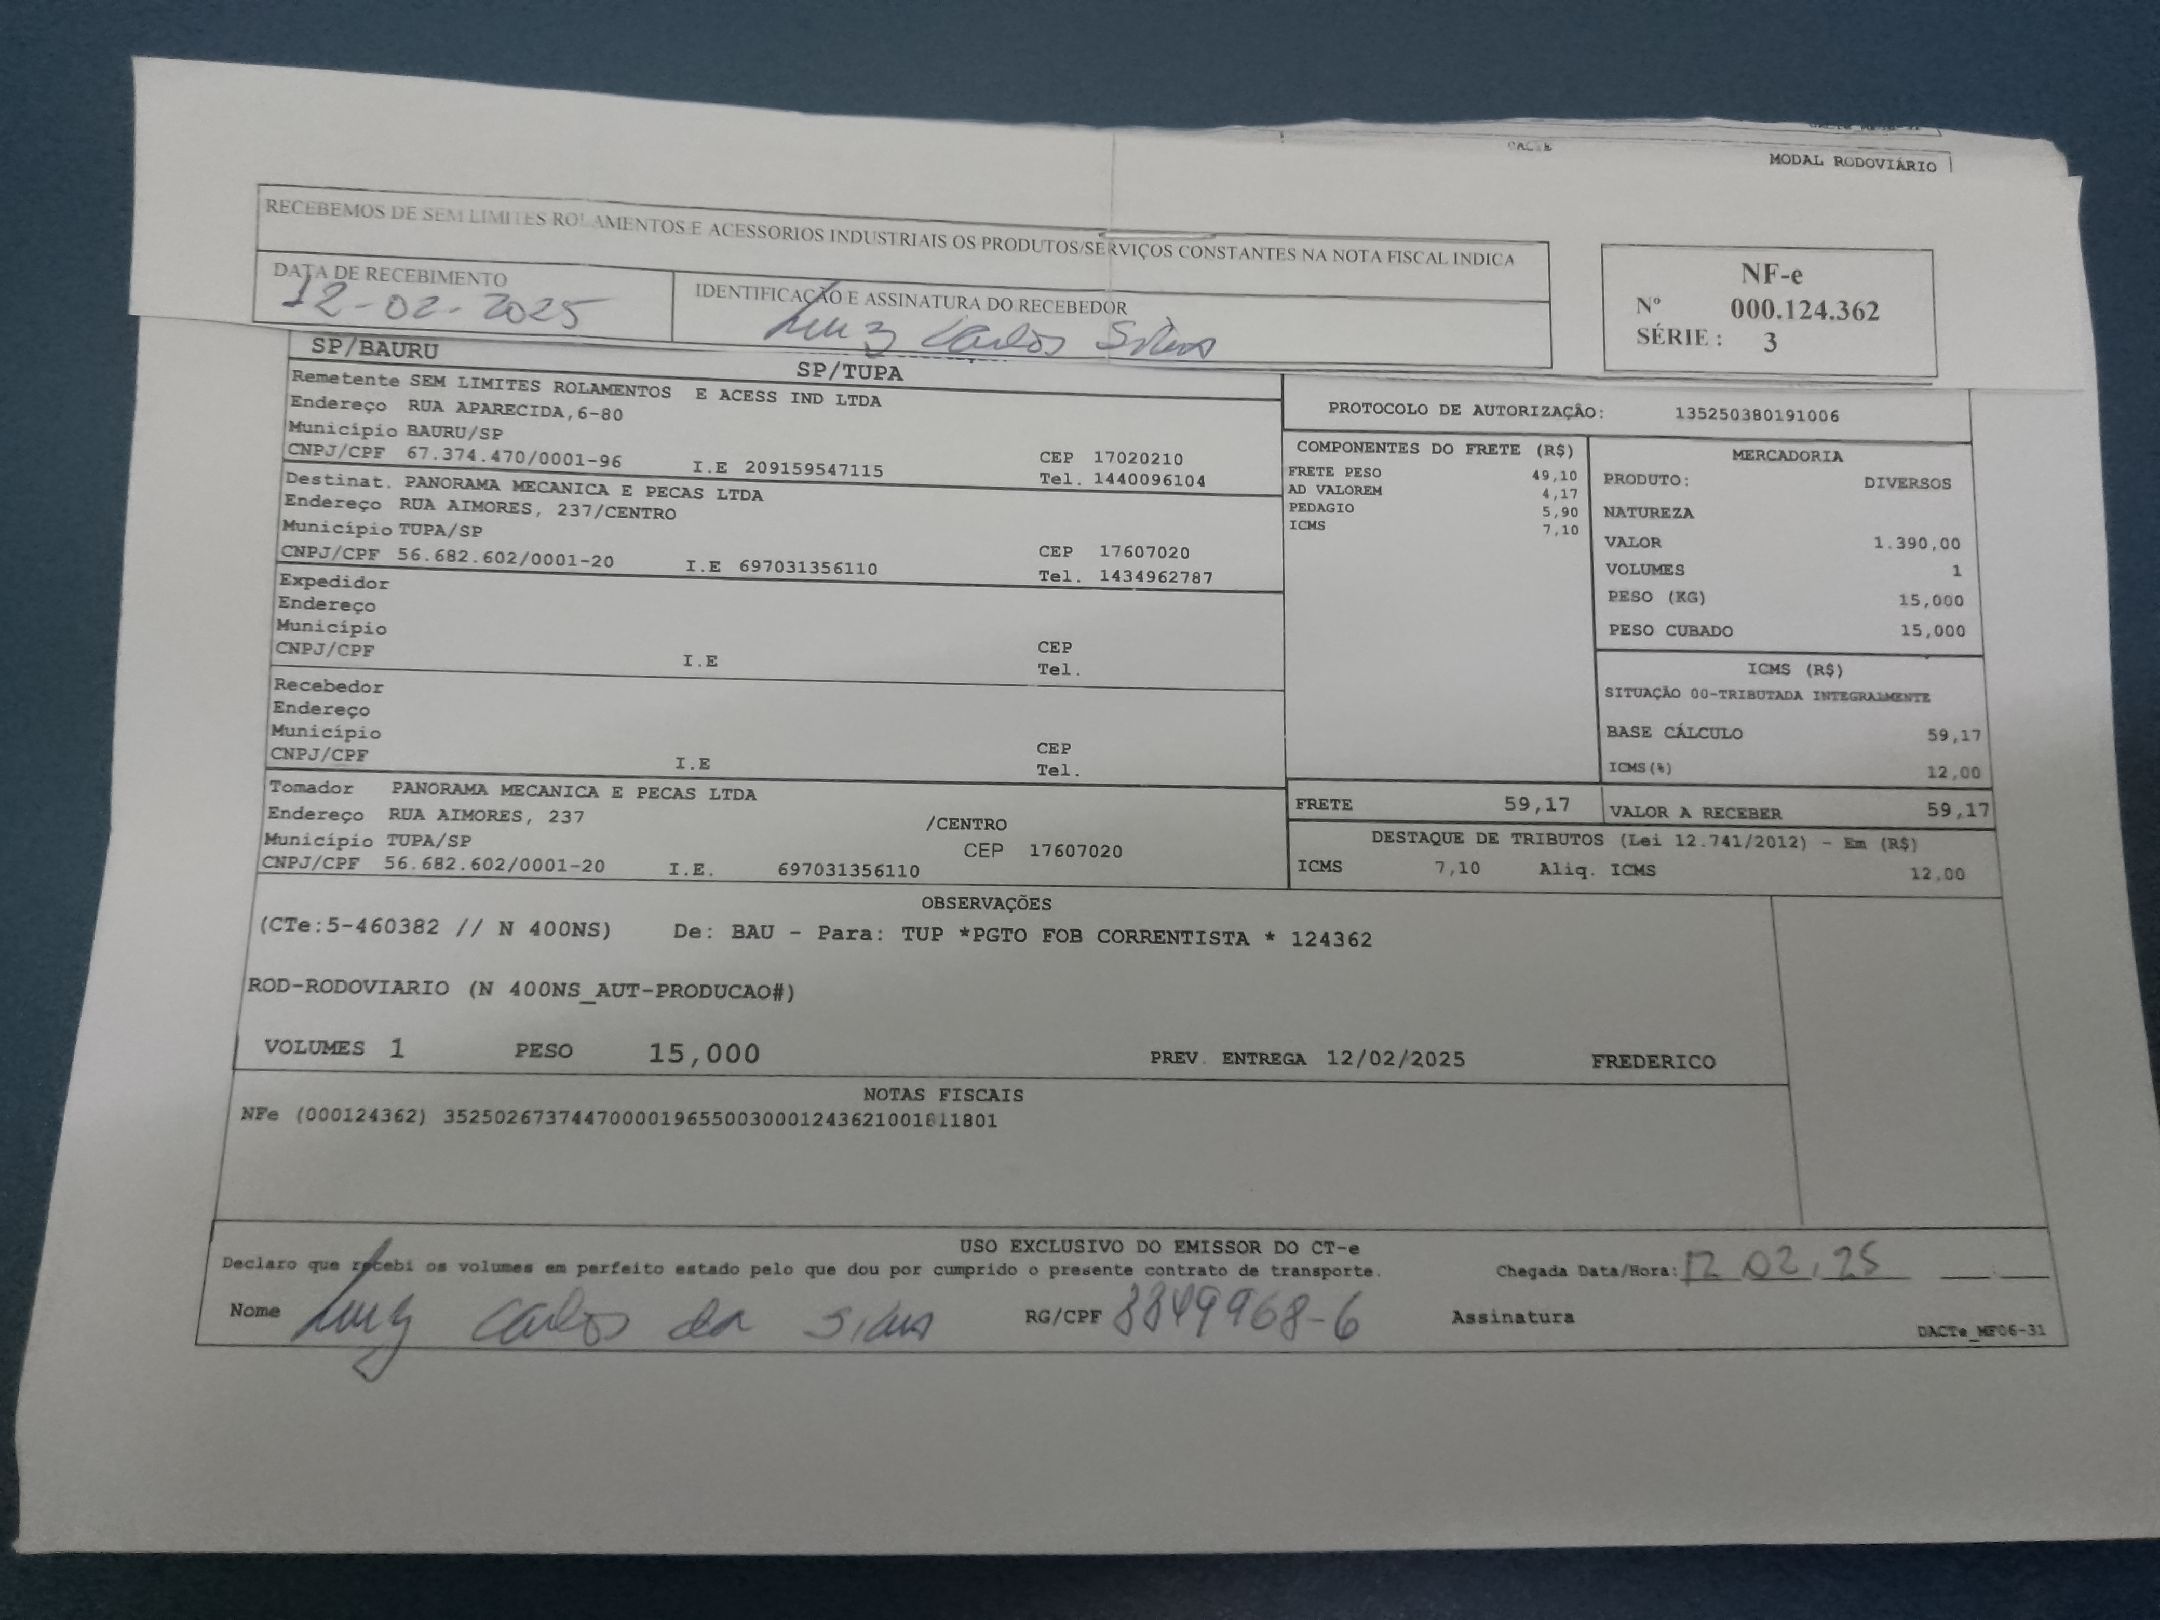 MODAL RODOVIÁRIO
RECEBEMOS DE SEM LIMITES ROLAMENTOS E ACESSORIOS INDUSTRIAIS OS PRODUTOS/SERVIÇOS CONSTANTES NA NOTA FISCAL INDICA
DATA DE RECEBIMENTO
12-02-2025
IDENTIFICAÇÃO E ASSINATURA DO RECEBEDOR
Luiz Carlos Silva
NF-e
Nº 000.124.362
SÉRIE : 3
SP/BAURU
SP/TUPA
Remetente SEM LIMITES ROLAMENTOS E ACESS IND LTDA
Endereço RUA APARECIDA,6-80
Município BAURU/SP
CNPJ/CPF 67.374.470/0001-96 I.E 209159547115
CEP 17020210
Tel. 1440096104
Destinat. PANORAMA MECANICA E PECAS LTDA
Endereço RUA AIMORES, 237/CENTRO
Município TUPA/SP
CNPJ/CPF 56.682.602/0001-20 I.E 697031356110
CEP 17607020
Tel. 1434962787
Expedidor
Endereço
Município
CNPJ/CPF I.E
CEP
Tel.
Recebedor
Endereço
Município
CNPJ/CPF I.E
CEP
Tel.
Tomador PANORAMA MECANICA E PECAS LTDA
Endereço RUA AIMORES, 237 /CENTRO
Município TUPA/SP CEP 17607020
CNPJ/CPF 56.682.602/0001-20 I.E. 697031356110
PROTOCOLO DE AUTORIZAÇÃO: 135250380191006
COMPONENTES DO FRETE (R$)
FRETE PESO 49,10
AD VALOREM 4,17
PEDAGIO 5,90
ICMS 7,10
MERCADORIA
PRODUTO: DIVERSOS
NATUREZA
VALOR 1.390,00
VOLUMES 1
PESO (KG) 15,000
PESO CUBADO 15,000
ICMS (R$)
SITUAÇÃO 00-TRIBUTADA INTEGRALMENTE
BASE CÁLCULO 59,17
ICMS(%) 12,00
FRETE 59,17
VALOR A RECEBER 59,17
DESTAQUE DE TRIBUTOS (Lei 12.741/2012) - Em (R$)
ICMS 7,10 Aliq. ICMS 12,00
OBSERVAÇÕES
(CTe:5-460382 // N 400NS) De: BAU - Para: TUP *PGTO FOB CORRENTISTA * 124362
ROD-RODOVIARIO (N 400NS_AUT-PRODUCAO#)
VOLUMES 1 PESO 15,000 PREV. ENTREGA 12/02/2025 FREDERICO
NOTAS FISCAIS
NFe (000124362) 35250267374470000196550030001243621001811801
USO EXCLUSIVO DO EMISSOR DO CT-e
Declaro que recebi os volumes em perfeito estado pelo que dou por cumprido o presente contrato de transporte. Chegada Data/Hora: 12 02, 25
Nome Luiz Carlos da Silva RG/CPF 8849968-6 Assinatura
DACTe_MF06-31